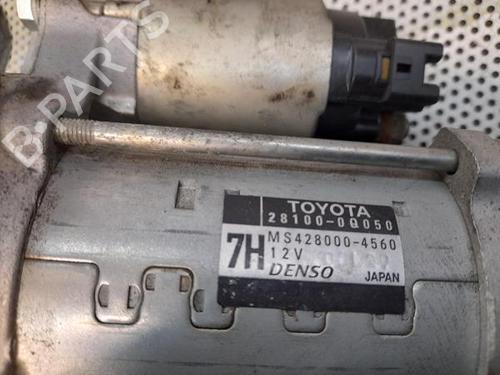 B-PARTS
TOYOTA
28100-0Q050
7H MS428000-4560
12V
DENSO
JAPAN